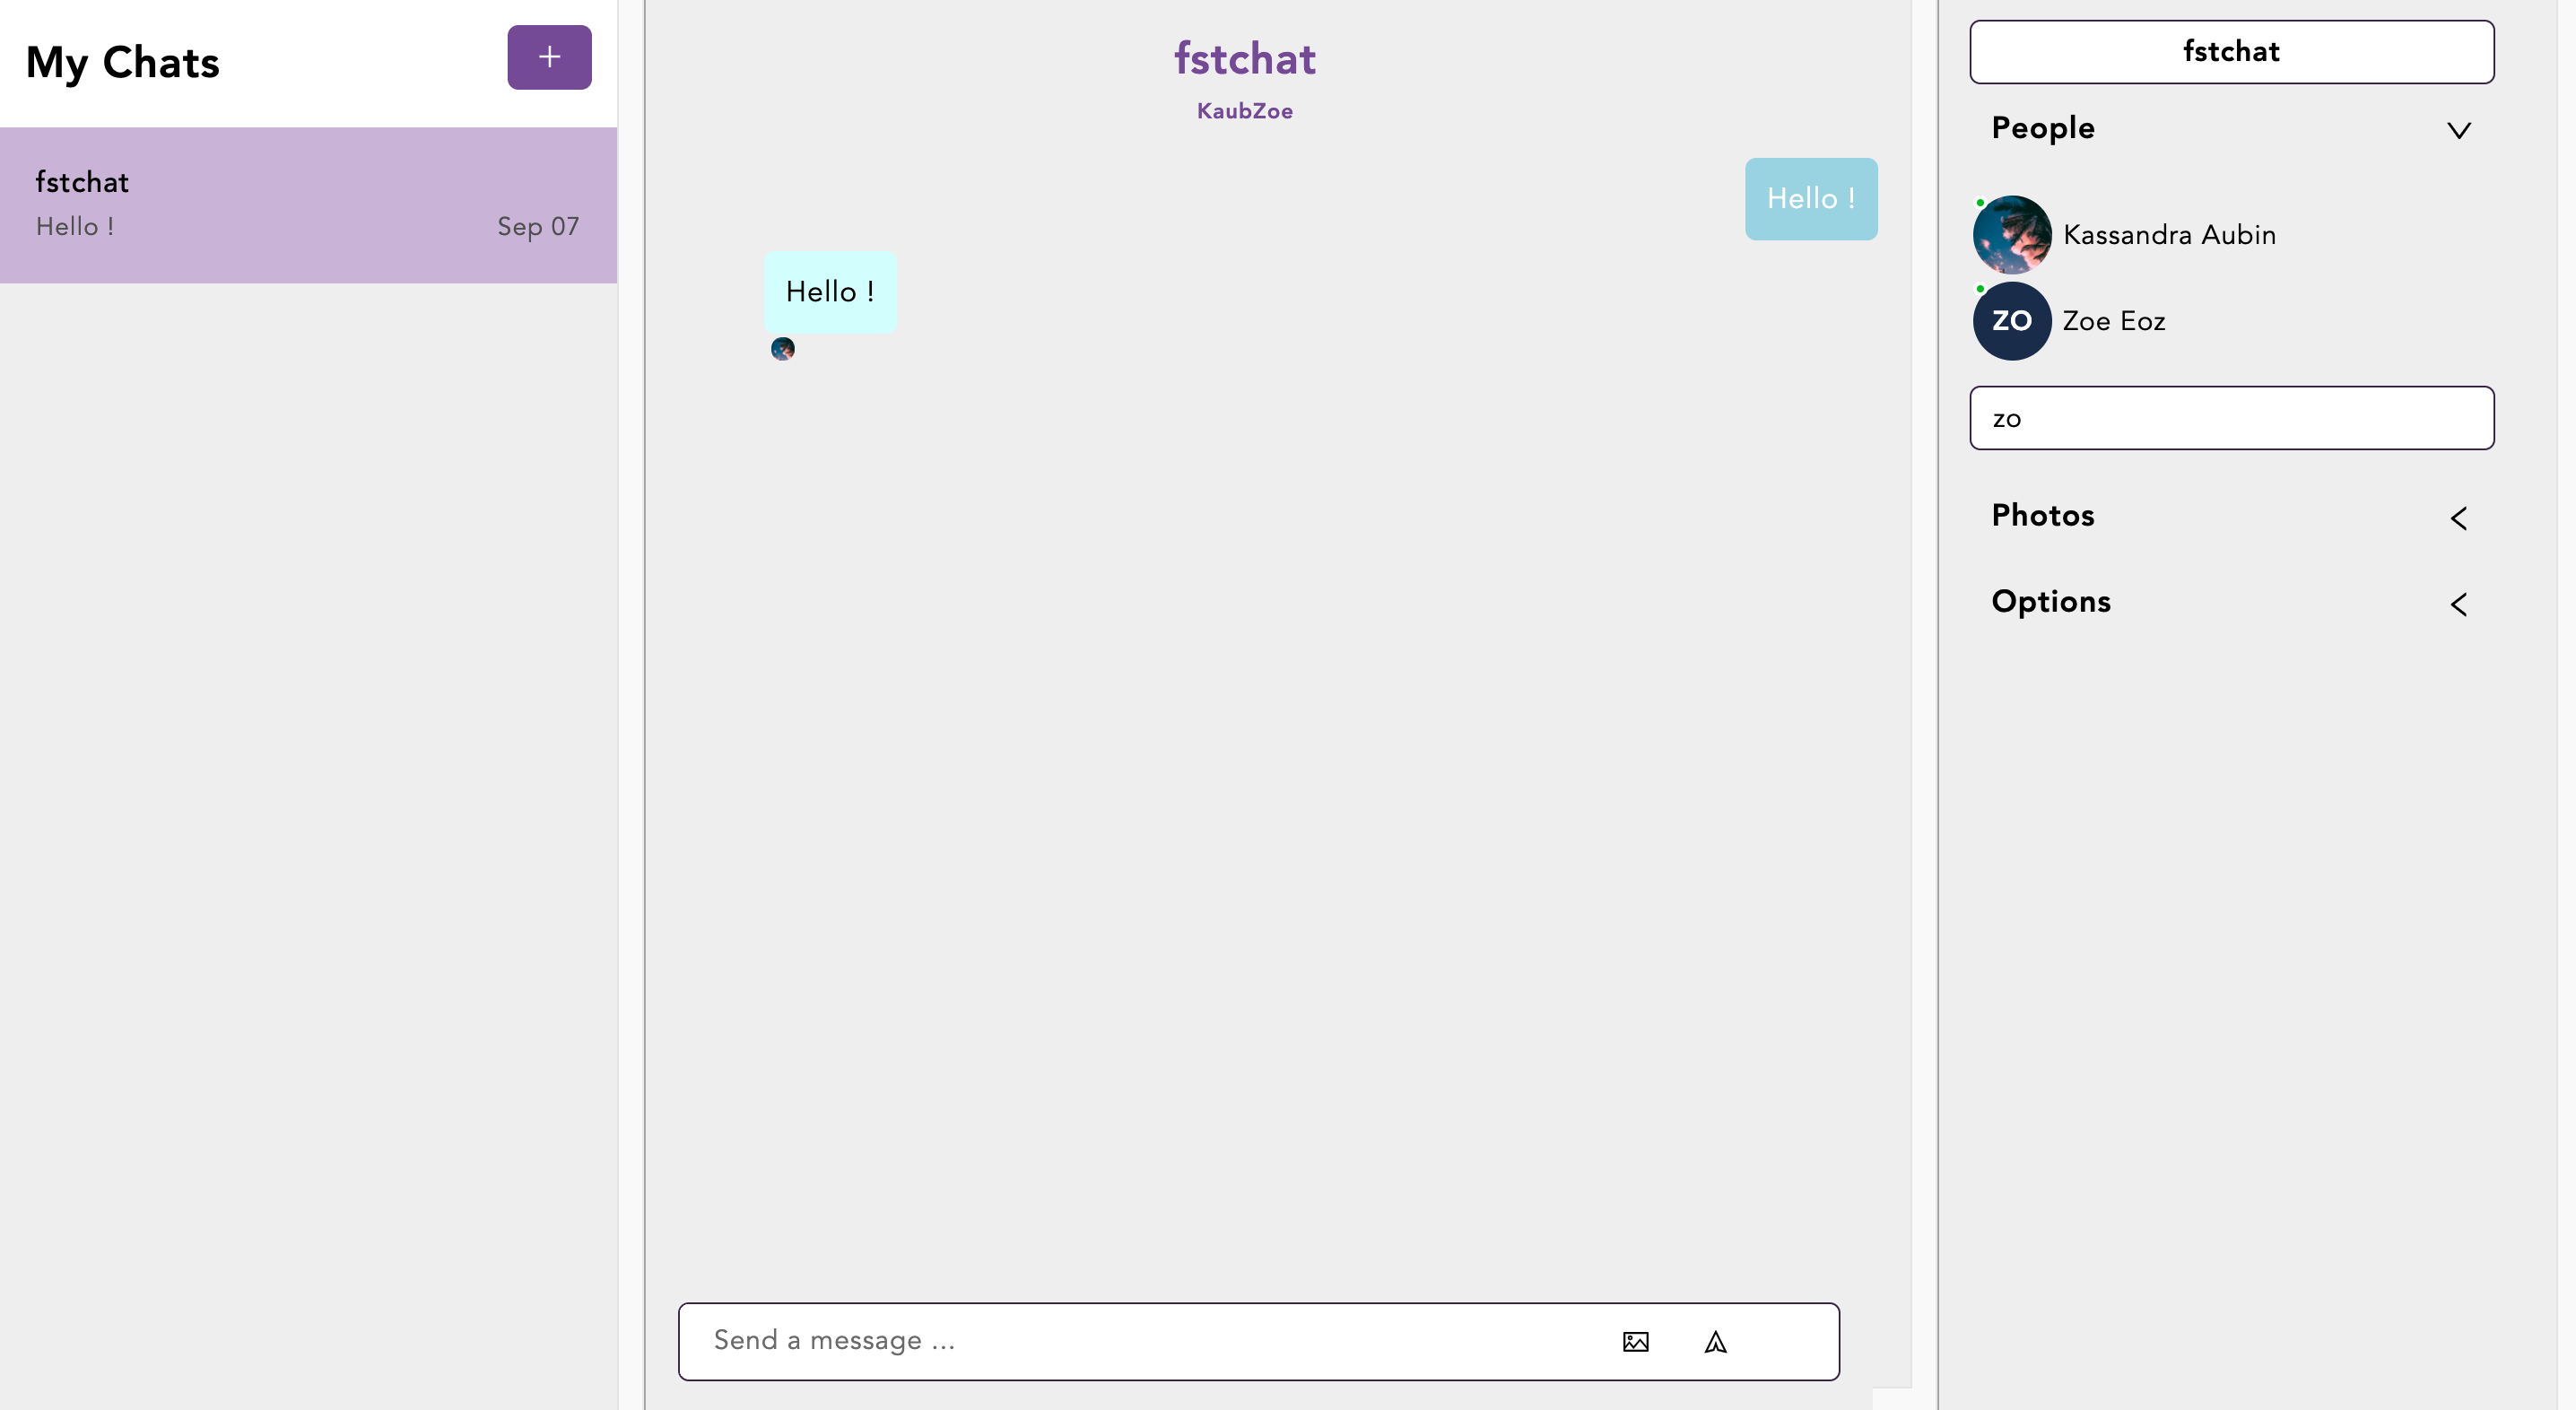 My Chats
+
fstchat
Hello !
Sep 07
fstchat
KaubZoe
Hello !
Hello !
Send a message ...
fstchat
People
Kassandra Aubin
ZO
Zoe Eoz
zo
Photos
Options